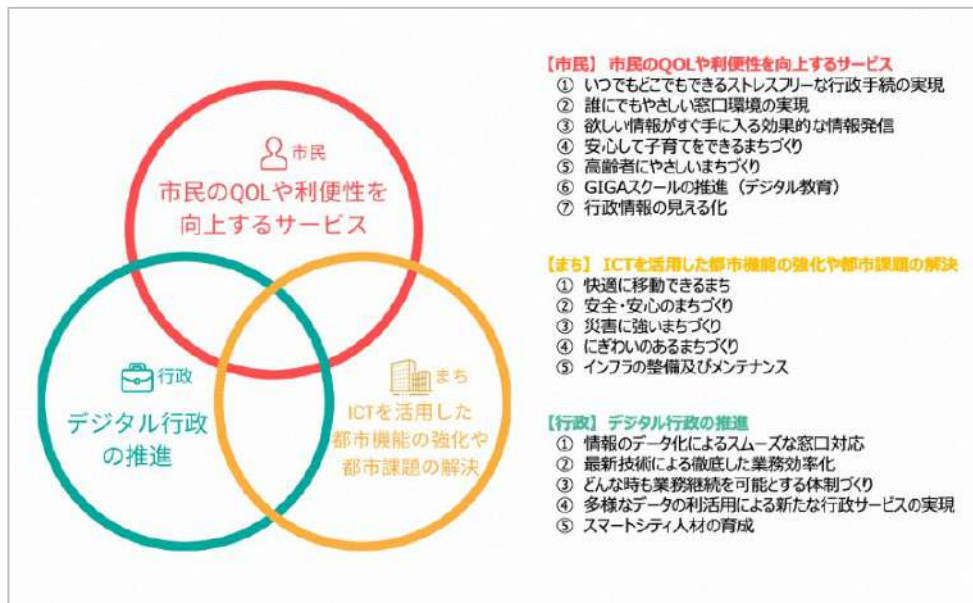 市民
市民のQOLや利便性を
向上するサービス
行政
デジタル行政
の推進
まち
ICTを活用した
都市機能の強化や
都市課題の解決
【市民】 市民のQOLや利便性を向上するサービス
① いつでもどこでもできるストレスフリーな行政手続の実現
② 誰にでもやさしい窓口環境の実現
③ 欲しい情報がすぐ手に入る効果的な情報発信
④ 安心して子育てをできるまちづくり
⑤ 高齢者にやさしいまちづくり
⑥ GIGAスクールの推進（デジタル教育）
⑦ 行政情報の見える化
【まち】 ICTを活用した都市機能の強化や都市課題の解決
① 快適に移動できるまち
② 安全・安心のまちづくり
③ 災害に強いまちづくり
④ にぎわいのあるまちづくり
⑤ インフラの整備及びメンテナンス
【行政】 デジタル行政の推進
① 情報のデータ化によるスムーズな窓口対応
② 最新技術による徹底した業務効率化
③ どんな時も業務継続を可能とする体制づくり
④ 多様なデータの利活用による新たな行政サービスの実現
⑤ スマートシティ人材の育成